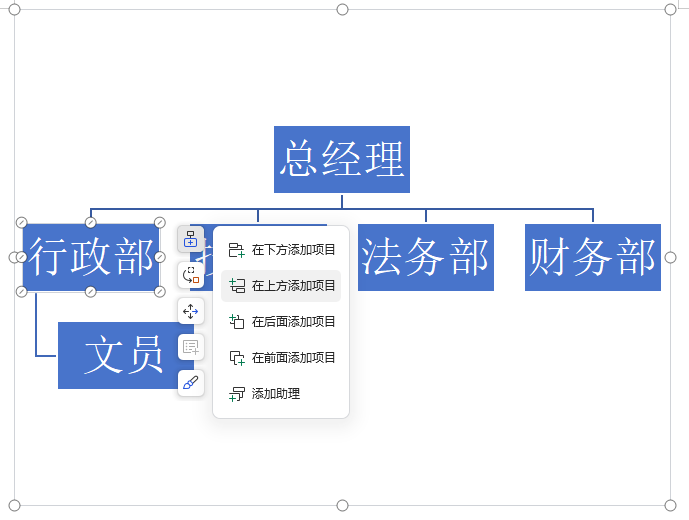 总经理
行政部
法务部
财务部
文员
在下方添加项目
在上方添加项目
在后面添加项目
在前面添加项目
添加助理